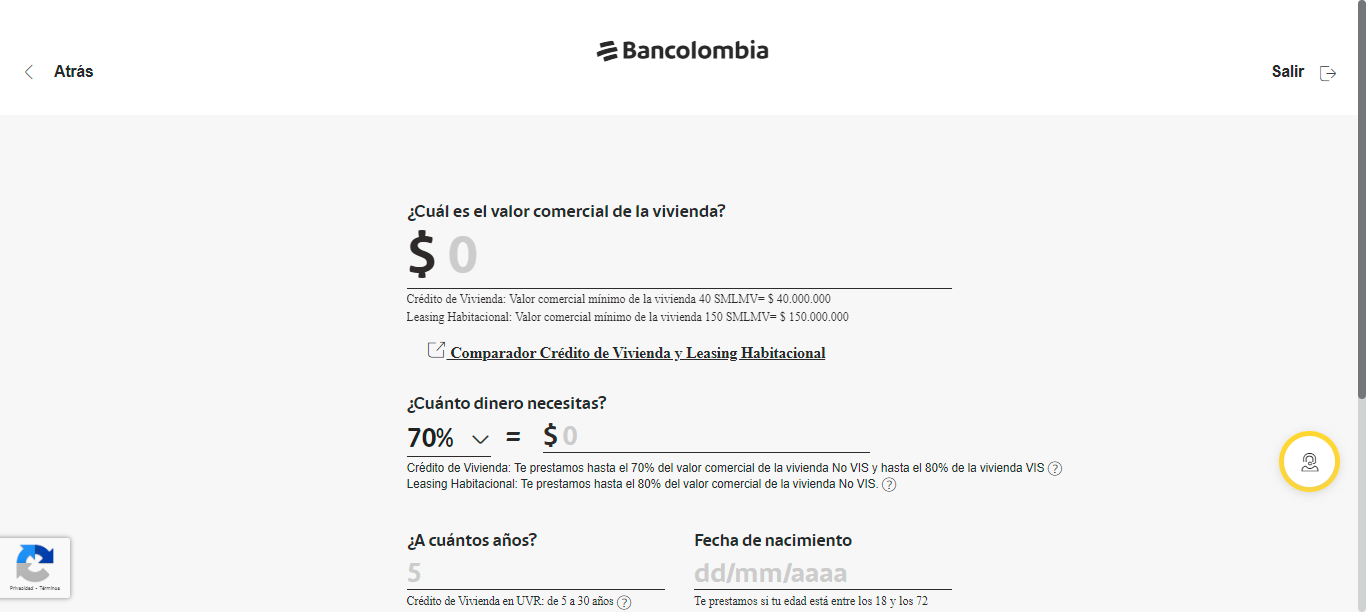 Bancolombia
Atrás
Salir
¿Cuál es el valor comercial de la vivienda?
$ 0
Crédito de Vivienda: Valor comercial mínimo de la vivienda 40 SMLMV= $ 40.000.000
Leasing Habitacional: Valor comercial mínimo de la vivienda 150 SMLMV= $ 150.000.000
Comparador Crédito de Vivienda y Leasing Habitacional
¿Cuánto dinero necesitas?
70% = $ 0
Crédito de Vivienda: Te prestamos hasta el 70% del valor comercial de la vivienda No VIS y hasta el 80% de la vivienda VIS ?
Leasing Habitacional: Te prestamos hasta el 80% del valor comercial de la vivienda No VIS. ?
¿A cuántos años? Fecha de nacimiento
5 dd/mm/aaaa
Crédito de Vivienda en UVR: de 5 a 30 años ? Te prestamos si tu edad está entre los 18 y los 72
Privacidad - Términos